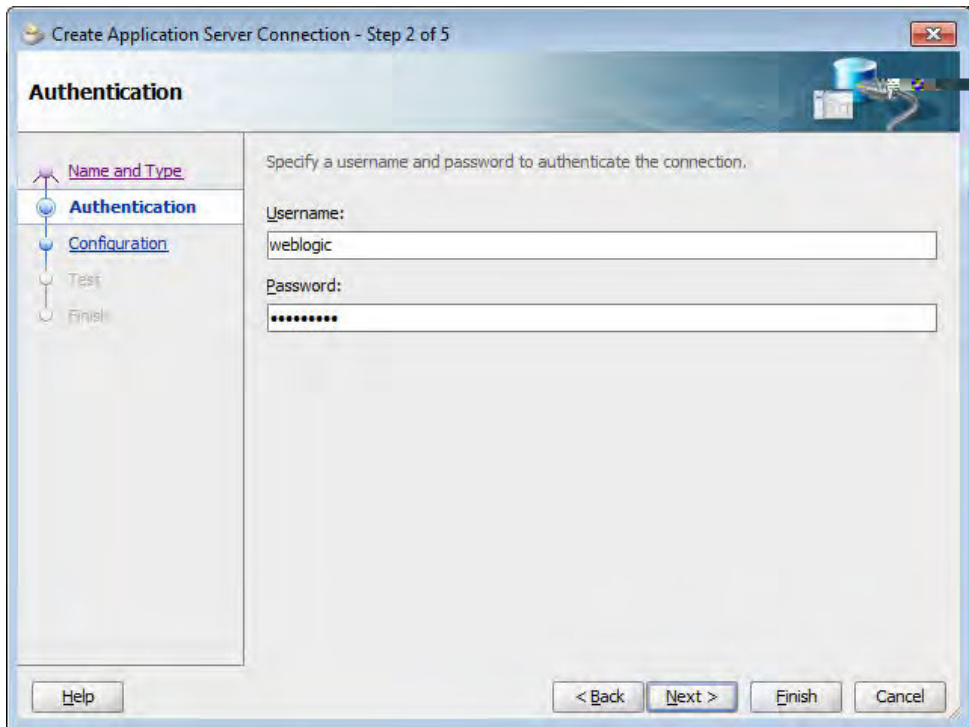 Create Application Server Connection - Step 2 of 5
Authentication
Name and Type
Authentication
Configuration
Test
Finish
Specify a username and password to authenticate the connection.
Username:
weblogic
Password:
•••••••••
Help
< Back
Next >
Finish
Cancel